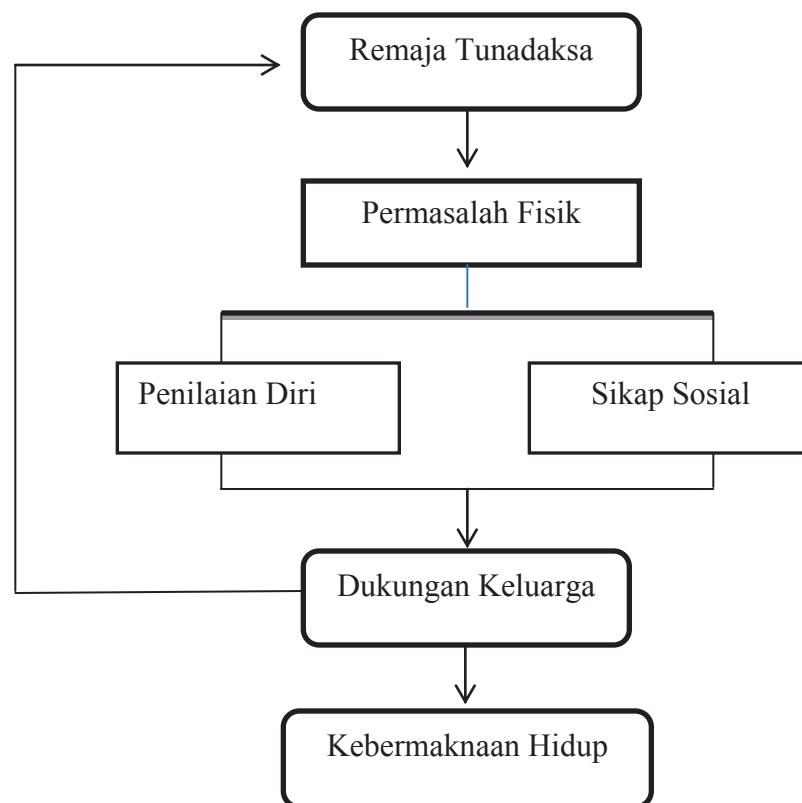 Remaja Tunadaksa
Permasalah Fisik
Penilaian Diri
Sikap Sosial
Dukungan Keluarga
Kebermaknaan Hidup